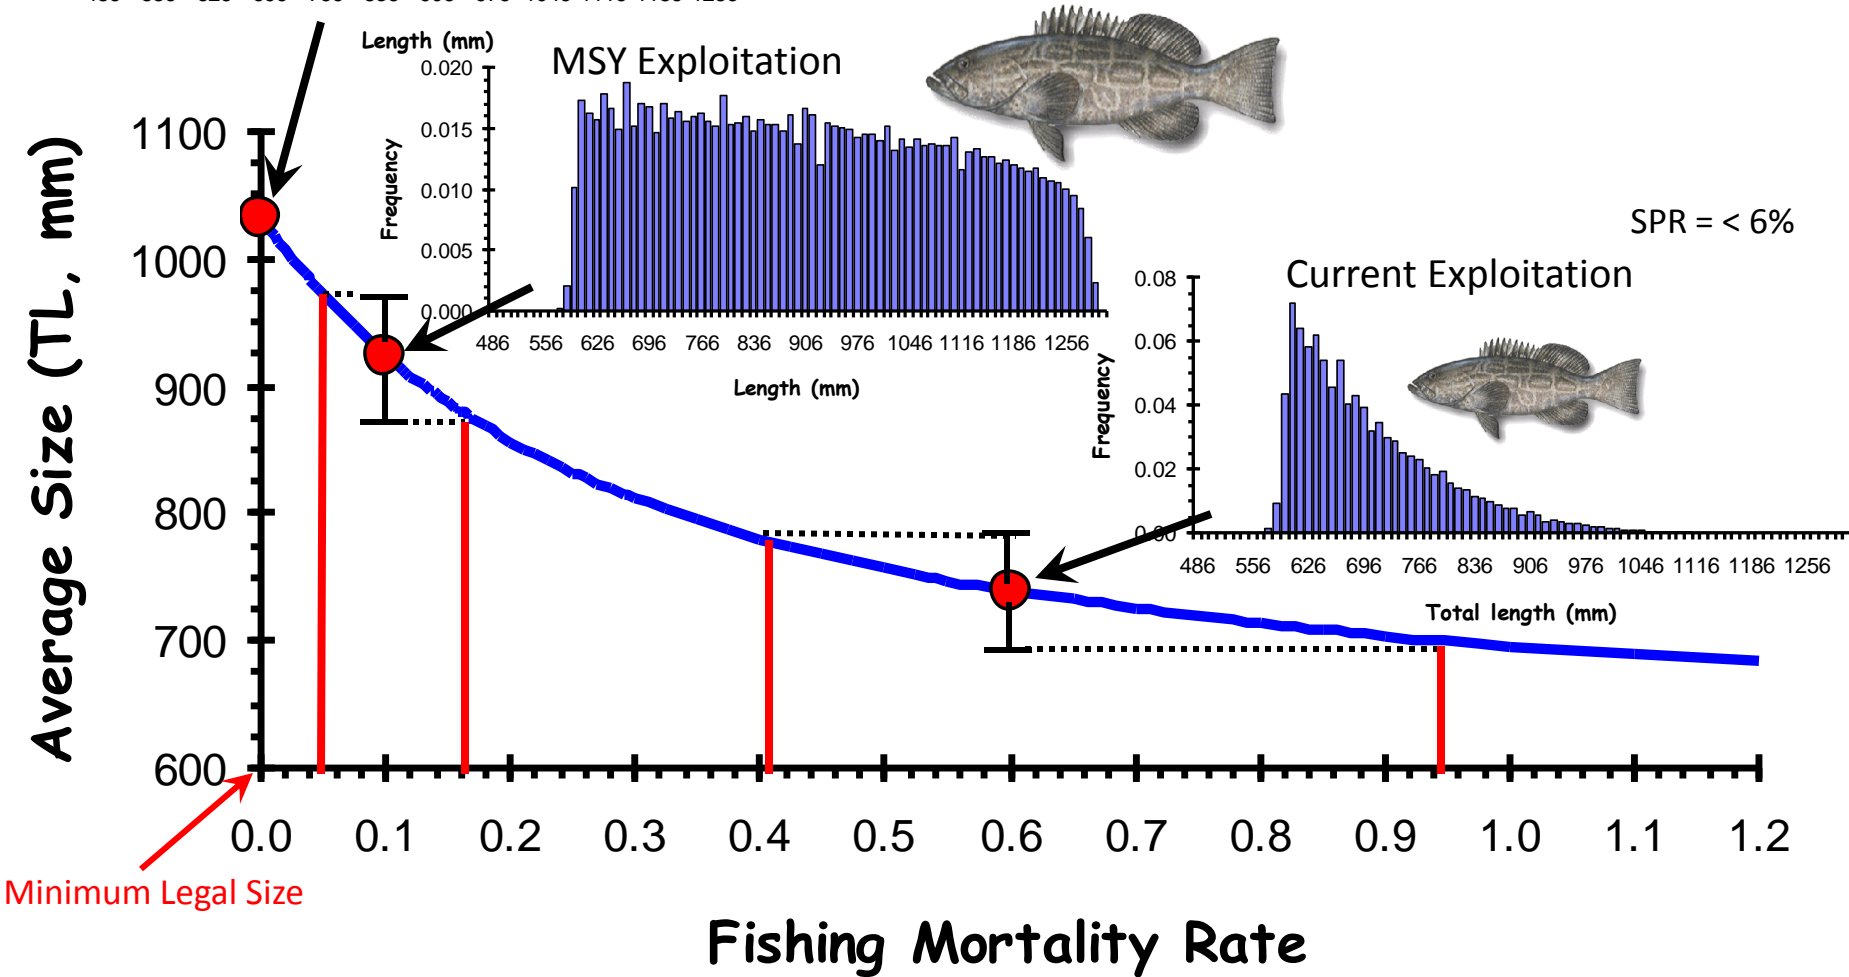 Length (mm)
MSY Exploitation
0.020
0.015
0.010
0.005
0.000
Frequency
486 556 626 696 766 836 906 976 1046 1116 1186 1256
Length (mm)
SPR = < 6%
Current Exploitation
0.08
0.06
0.04
0.02
0.00
Frequency
486 556 626 696 766 836 906 976 1046 1116 1186 1256
Total length (mm)
Average Size (TL, mm)
1100
1000
900
800
700
600
0.0 0.1 0.2 0.3 0.4 0.5 0.6 0.7 0.8 0.9 1.0 1.1 1.2
Minimum Legal Size
Fishing Mortality Rate